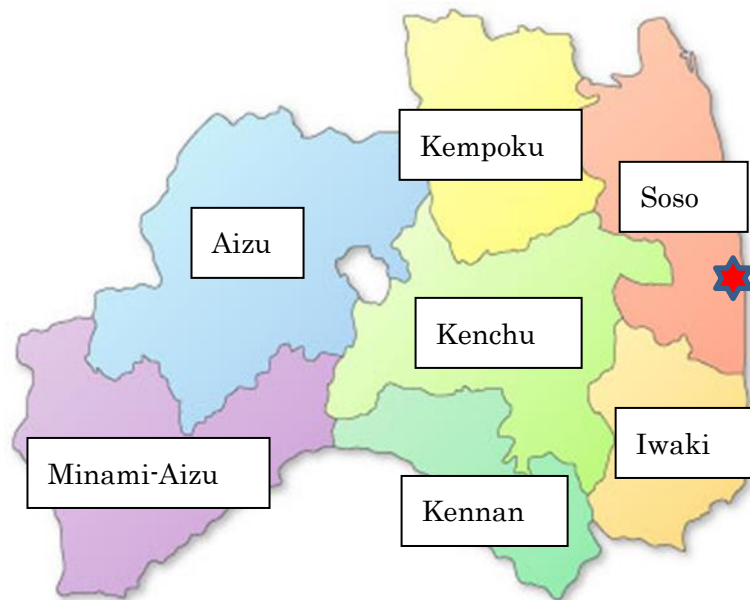 Kempoku
Soso
Aizu
Kenchu
Iwaki
Minami-Aizu
Kennan